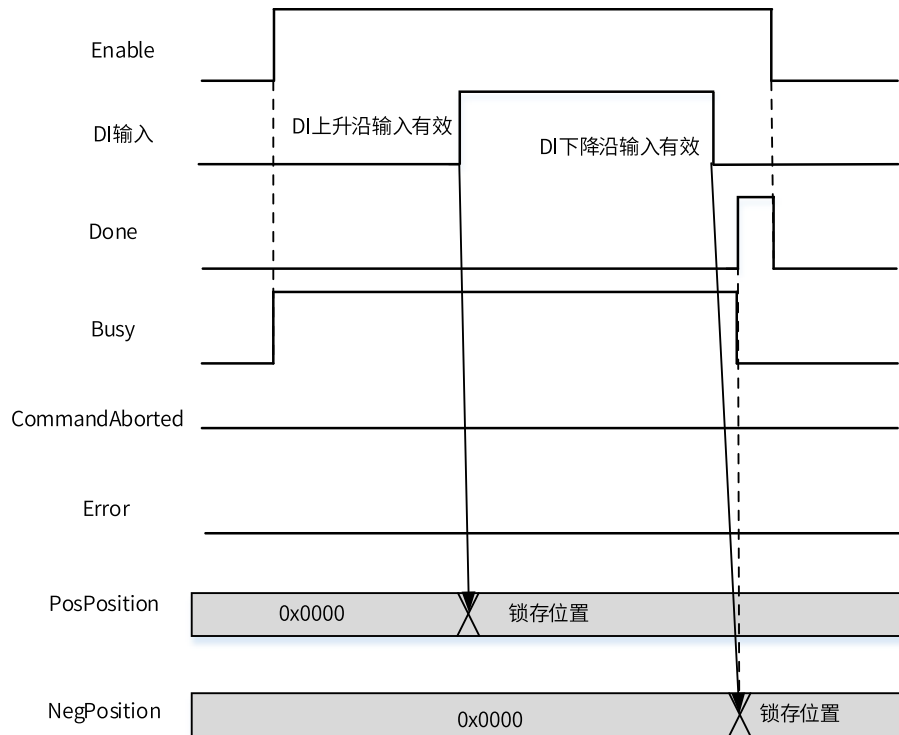 Enable
DI输入
DI上升沿输入有效
DI下降沿输入有效
Done
Busy
CommandAborted
Error
PosPosition
0x0000
锁存位置
NegPosition
0x0000
锁存位置